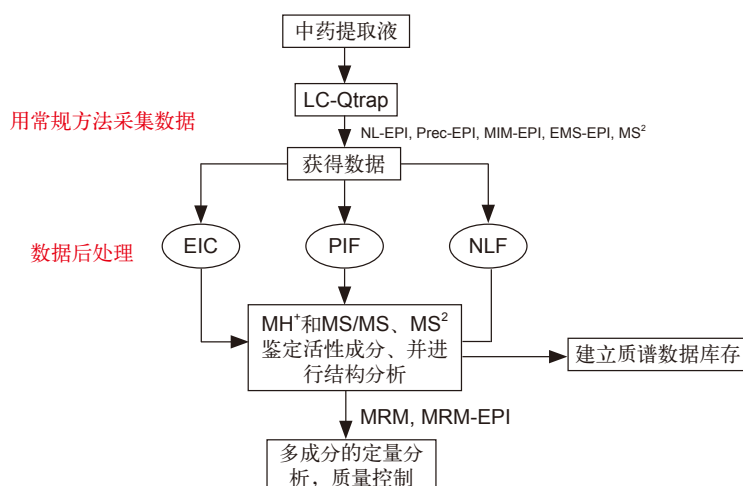 中药提取液
LC-Qtrap
用常规方法采集数据
NL-EPI, Prec-EPI, MIM-EPI, EMS-EPI, MS²
获得数据
数据后处理
EIC
PIF
NLF
MH⁺和MS/MS、MS²
鉴定活性成分、并进
行结构分析
建立质谱数据库存
MRM, MRM-EPI
多成分的定量分
析，质量控制